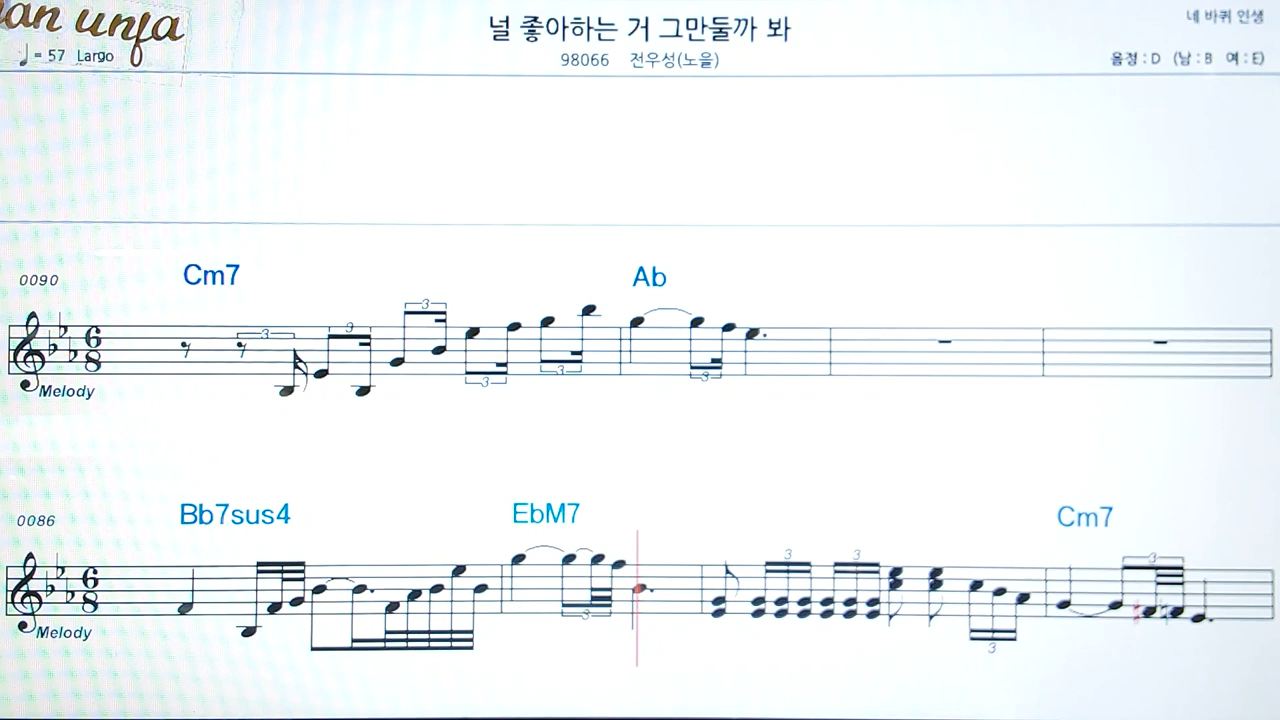 널 좋아하는 거 그만둘까 봐
네 바퀴 인생
♩= 57 Largo
98066 전우성(노을)
음정 : D (남 : B 여 : E)
Cm7 Ab
0090
3 3 3 3 3 3
6
8
Melody
Bb7sus4 EbM7 Cm7
0086
3 3 3 3 3
6
8
Melody